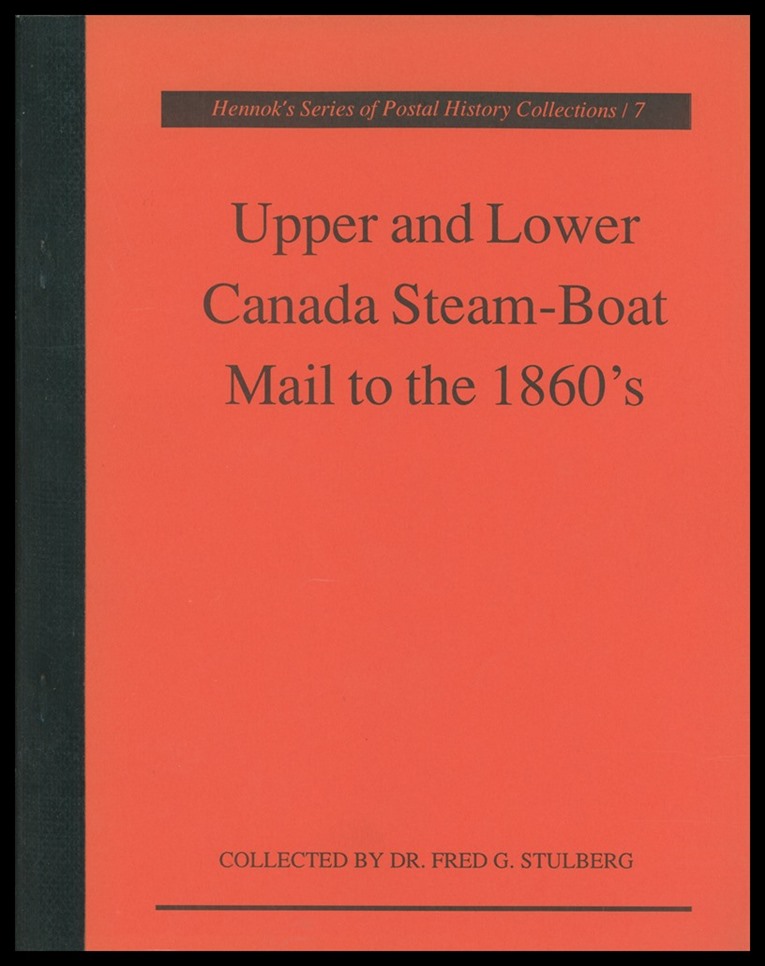 Hennok's Series of Postal History Collections / 7
Upper and Lower
Canada Steam-Boat
Mail to the 1860's
COLLECTED BY DR. FRED G. STULBERG